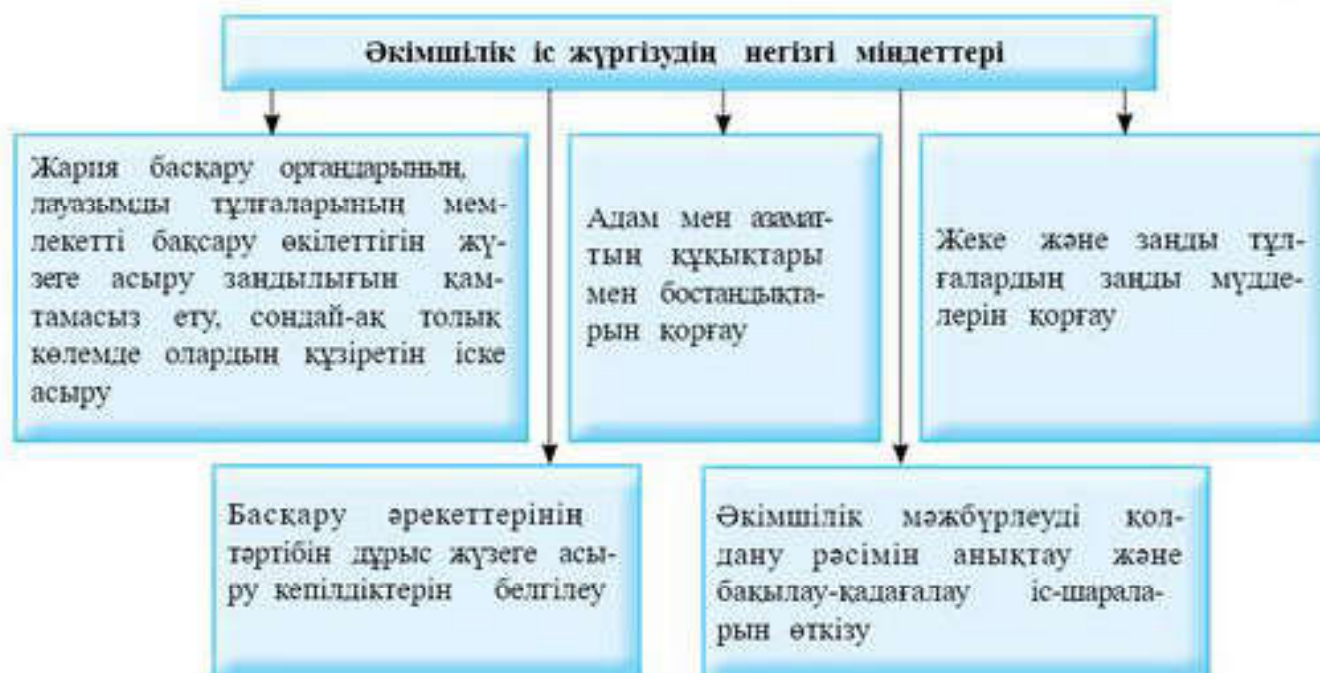 Әкімшілік іс жүргізудің негізгі міндеттері
Жария басқару органдарының,
лауазымды тұлғаларының мем-
лекетті бақсару өкілеттігін жү-
зеге асыру заңдылығын қам-
тамасыз ету, сондай-ақ толық
көлемде олардың құзіретін іске
асыру
Адам мен азамат-
тың құқықтары
мен бостандықта-
рын қорғау
Жеке және заңды тұл-
ғалардың заңды мүдде-
лерін қорғау
Басқару әрекеттерінің
тәртібін дұрыс жүзеге асы-
ру кепілдіктерін белгілеу
Әкімшілік мәжбүрлеуді қол-
дану рәсімін анықтау және
бақылау-қадағалау іс-шарала-
рын өткізу